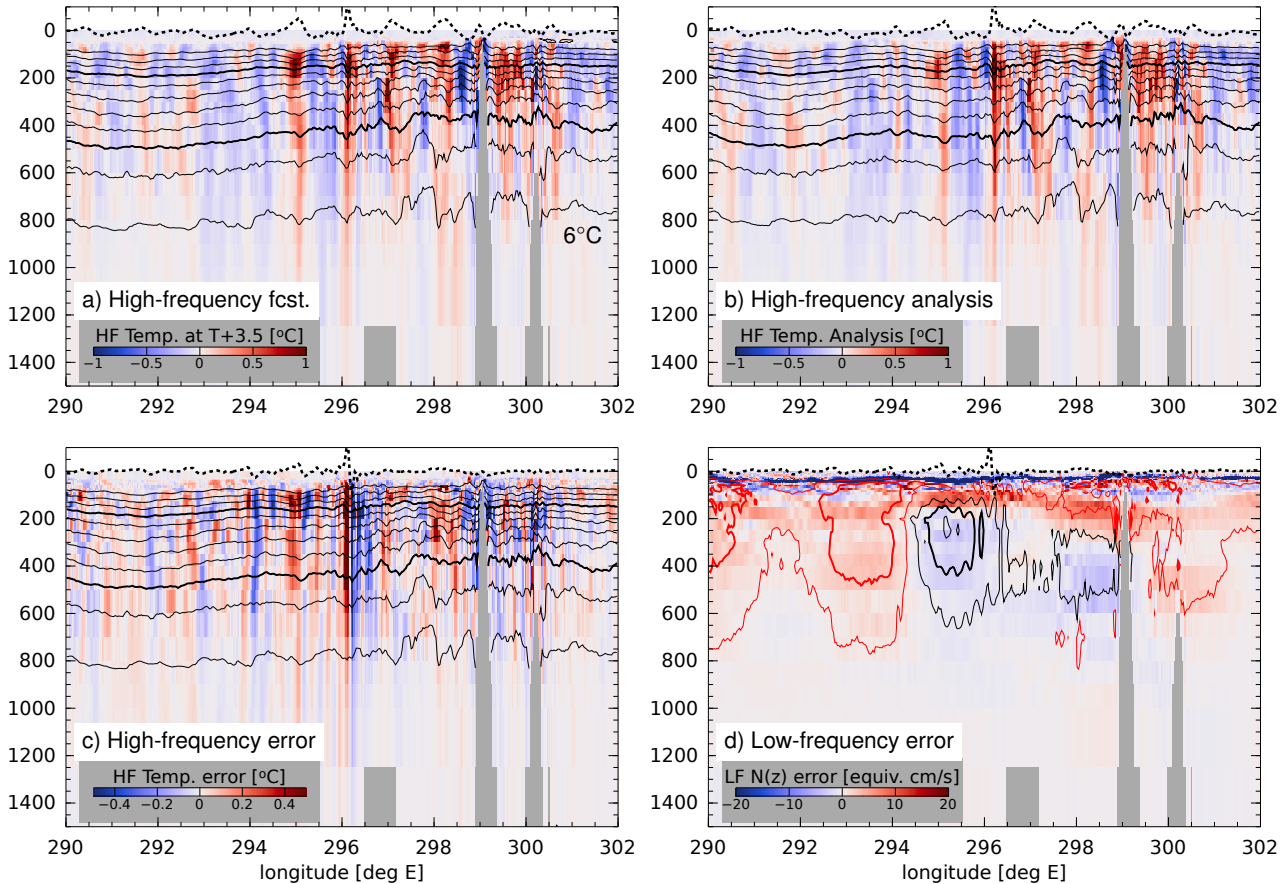 0
200
400
600
800
1000
1200
1400
6°C
a) High-frequency fcst.
HF Temp. at T+3.5 [°C]
−1 −0.5 0 0.5 1
290 292 294 296 298 300 302
0
200
400
600
800
1000
1200
1400
b) High-frequency analysis
HF Temp. Analysis [°C]
−1 −0.5 0 0.5 1
290 292 294 296 298 300 302
0
200
400
600
800
1000
1200
1400
c) High-frequency error
HF Temp. error [°C]
−0.4 −0.2 0 0.2 0.4
290 292 294 296 298 300 302
longitude [deg E]
0
200
400
600
800
1000
1200
1400
d) Low-frequency error
LF N(z) error [equiv. cm/s]
−20 −10 0 10 20
290 292 294 296 298 300 302
longitude [deg E]